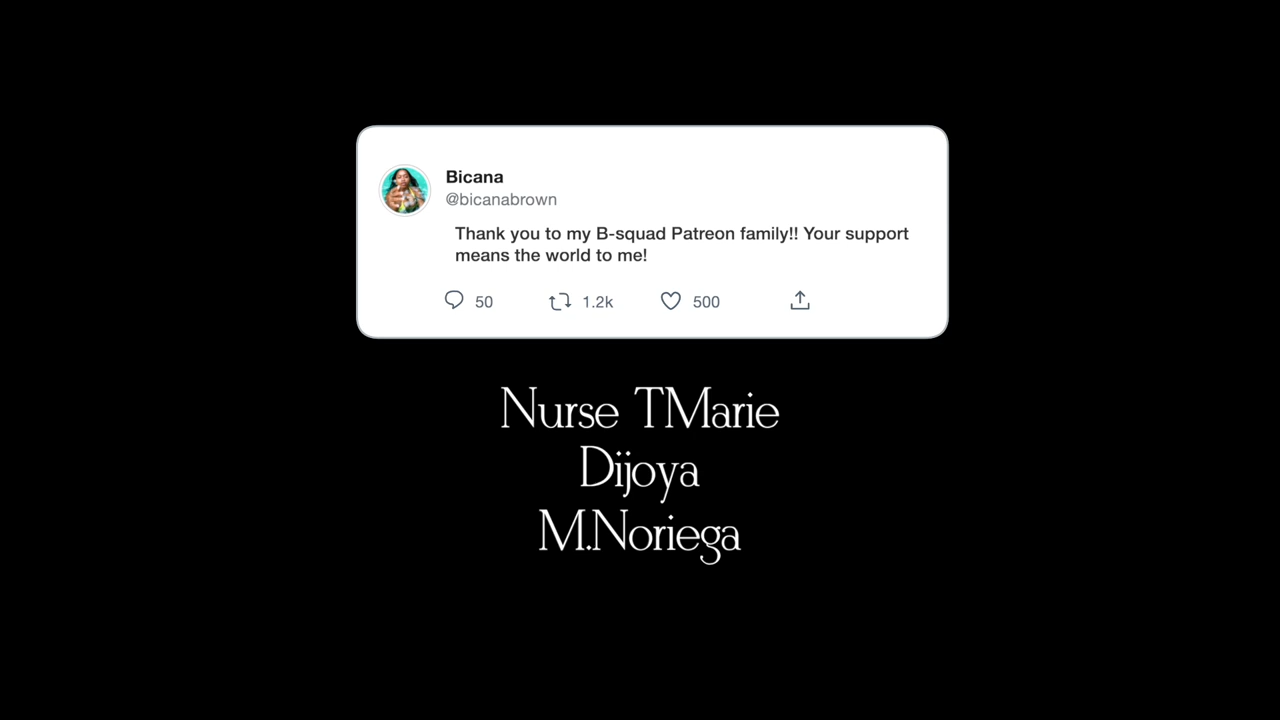 Bicana
@bicanabrown
Thank you to my B-squad Patreon family!! Your support
means the world to me!
50 1.2k 500
Nurse TMarie
Dijoya
M.Noriega